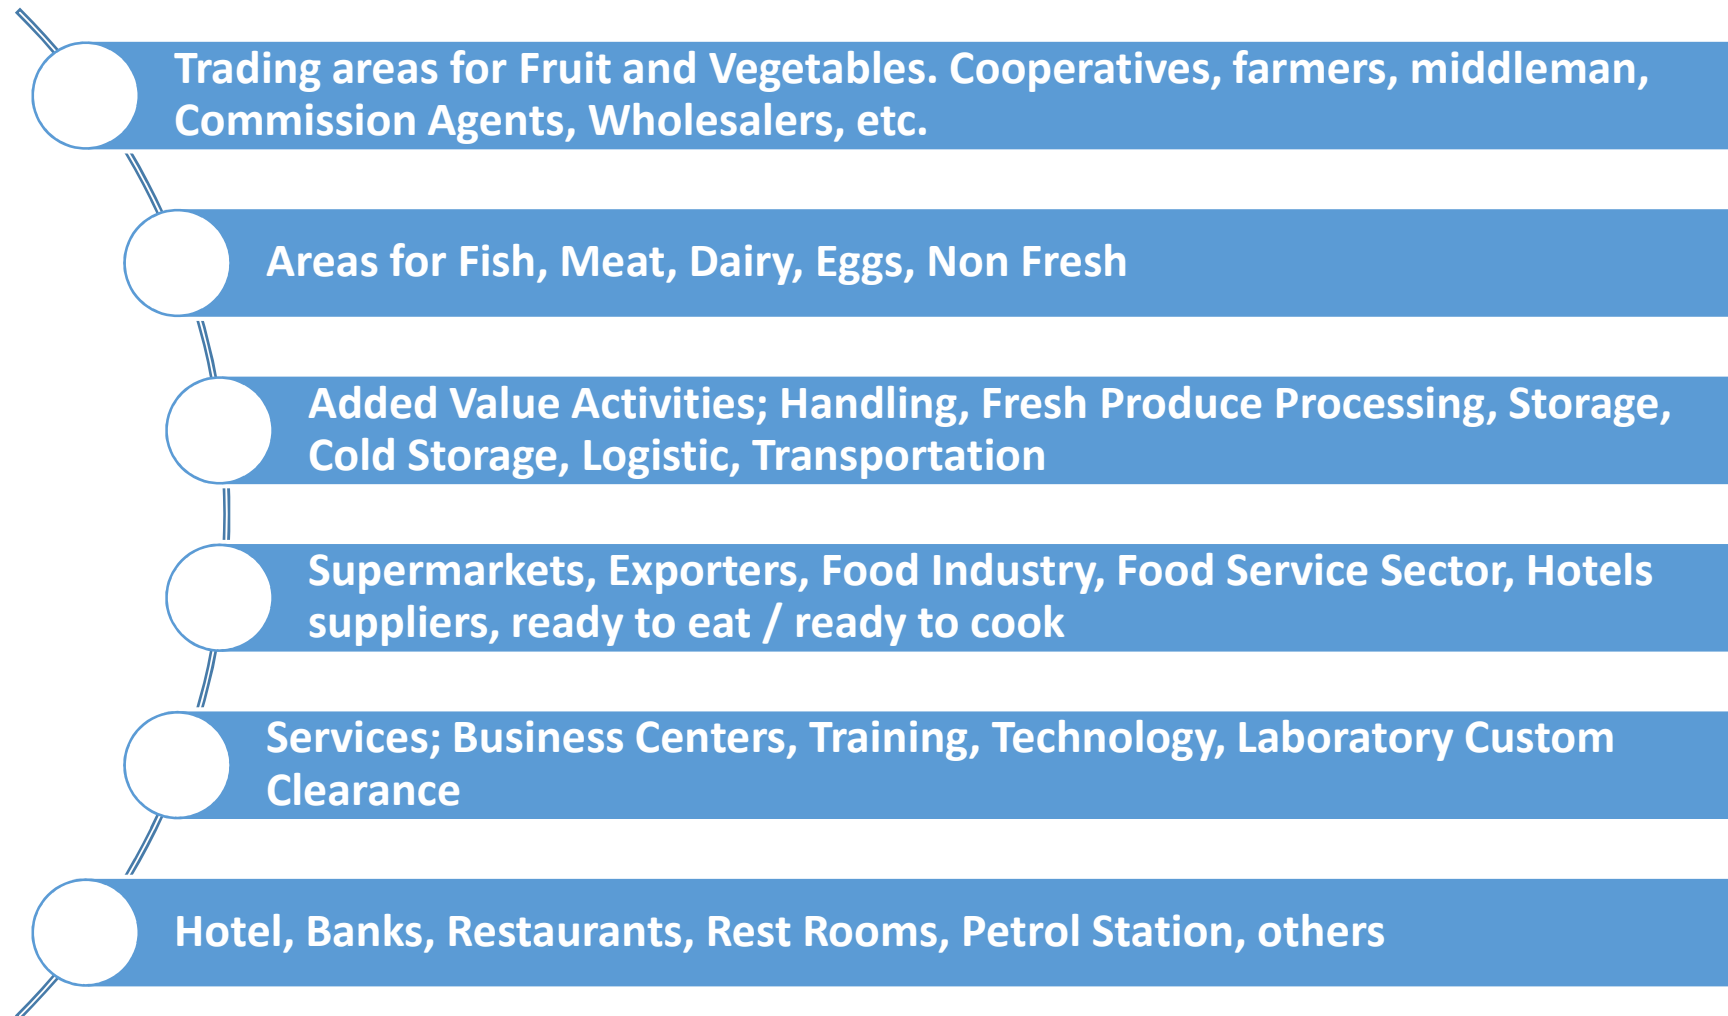 Trading areas for Fruit and Vegetables. Cooperatives, farmers, middleman,
Commission Agents, Wholesalers, etc.
Areas for Fish, Meat, Dairy, Eggs, Non Fresh
Added Value Activities; Handling, Fresh Produce Processing, Storage,
Cold Storage, Logistic, Transportation
Supermarkets, Exporters, Food Industry, Food Service Sector, Hotels
suppliers, ready to eat / ready to cook
Services; Business Centers, Training, Technology, Laboratory Custom
Clearance
Hotel, Banks, Restaurants, Rest Rooms, Petrol Station, others